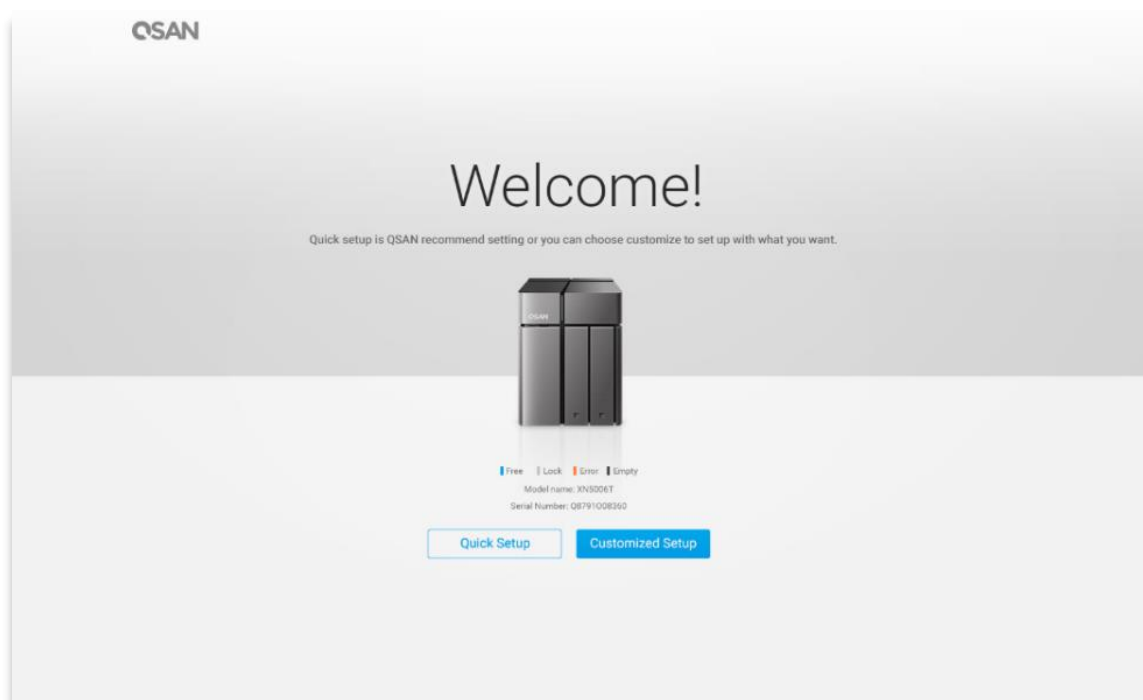 QSAN
Welcome!
Quick setup is QSAN recommend setting or you can choose customize to set up with what you want.
QSAN
Free Lock Error Empty
Model name: XN5006T
Serial Number: Q8791O08360
Quick Setup Customized Setup